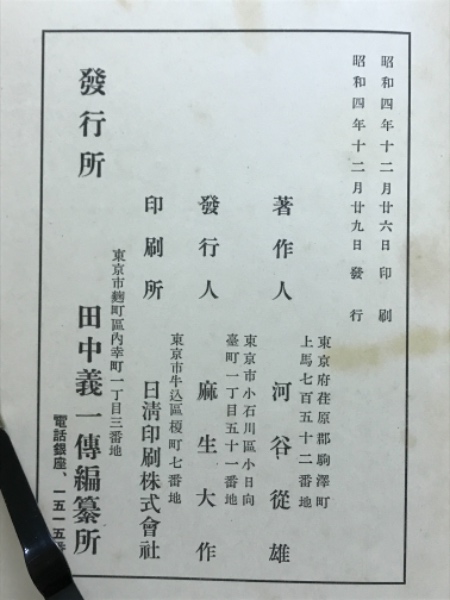 昭和四年十二月廿六日印刷
昭和四年十二月廿九日發行
東京府荏原郡駒澤町
上馬七百五十二番地
著作人 河谷從雄
東京市小石川區小日向
臺町一丁目五十一番地
發行人 麻生大作
東京市牛込區榎町七番地
印刷所 日淸印刷株式會社
東京市麴町區內幸町一丁目三番地
發行所 田中義一傳編纂所
電話銀座、一五一五番